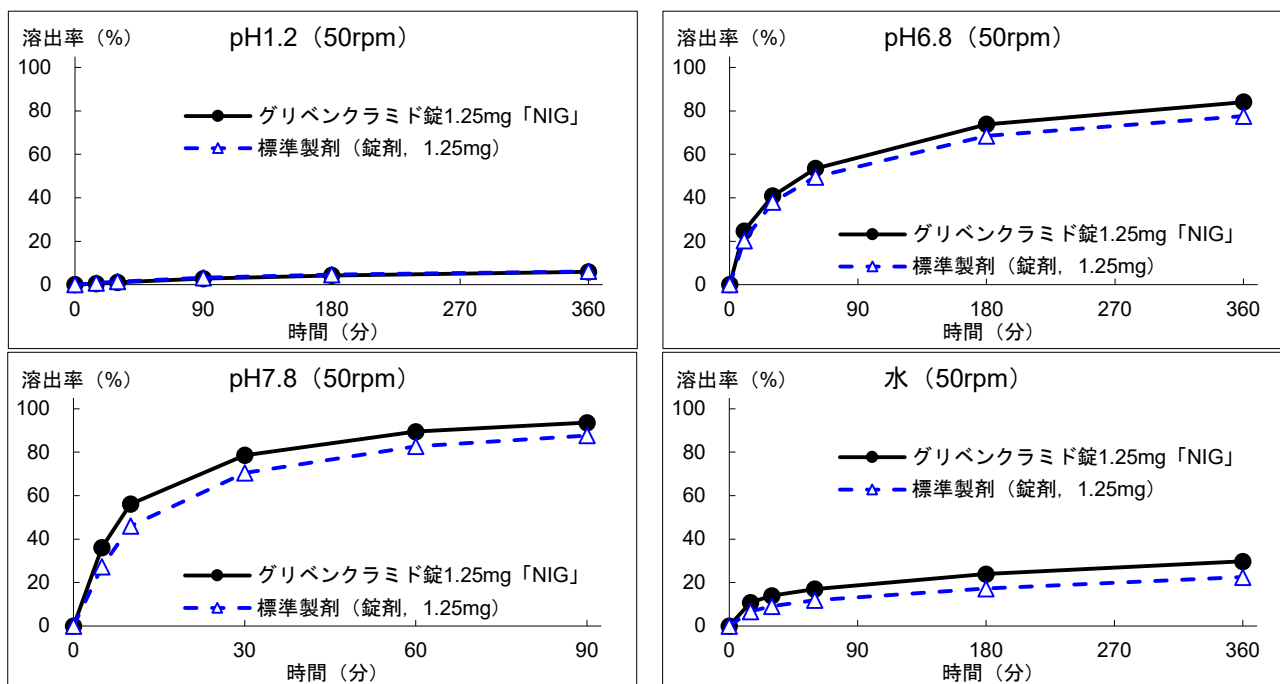 溶出率（%）
pH1.2（50rpm）
100
80
60
40
20
0
グリベンクラミド錠1.25mg「NIG」
標準製剤（錠剤，1.25mg）
0 90 180 270 360
時間（分）
溶出率（%）
pH6.8（50rpm）
100
80
60
40
20
0
グリベンクラミド錠1.25mg「NIG」
標準製剤（錠剤，1.25mg）
0 90 180 270 360
時間（分）
溶出率（%）
pH7.8（50rpm）
100
80
60
40
20
0
グリベンクラミド錠1.25mg「NIG」
標準製剤（錠剤，1.25mg）
0 30 60 90
時間（分）
溶出率（%）
水（50rpm）
100
80
60
40
20
0
グリベンクラミド錠1.25mg「NIG」
標準製剤（錠剤，1.25mg）
0 90 180 270 360
時間（分）